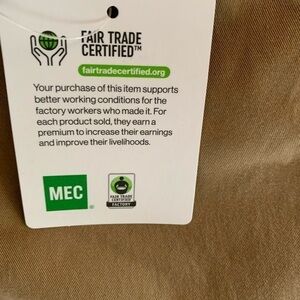 FAIR TRADE
CERTIFIED™
fairtradecertified.org
Your purchase of this item supports
better working conditions for the
factory workers who made it. For
each product sold, they earn a
premium to increase their earnings
and improve their livelihoods.
MEC®
FAIR TRADE
CERTIFIED
FACTORY